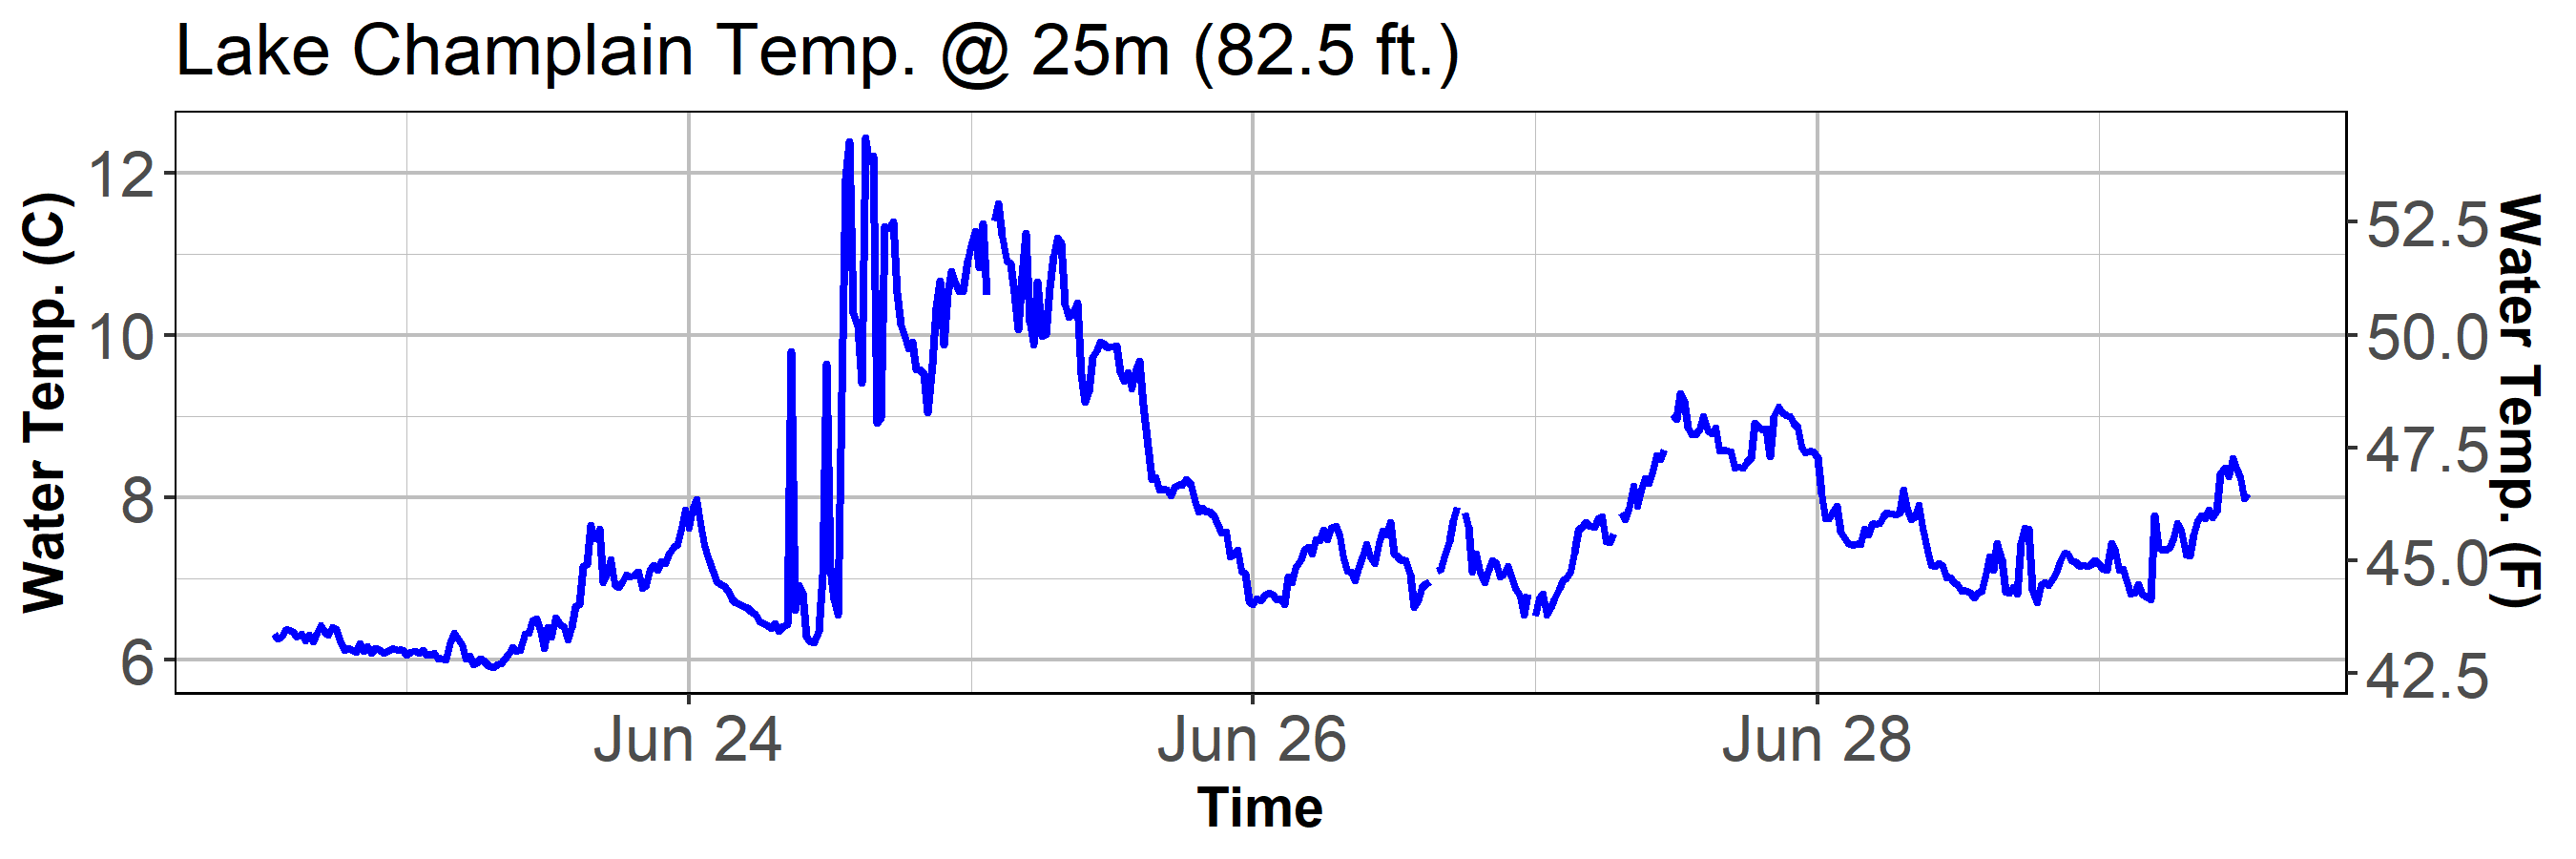 Lake Champlain Temp. @ 25m (82.5 ft.)
Water Temp. (C)
12
10
8
6
52.5
50.0
47.5
45.0
42.5
Water Temp. (F)
Jun 24 Jun 26 Jun 28
Time